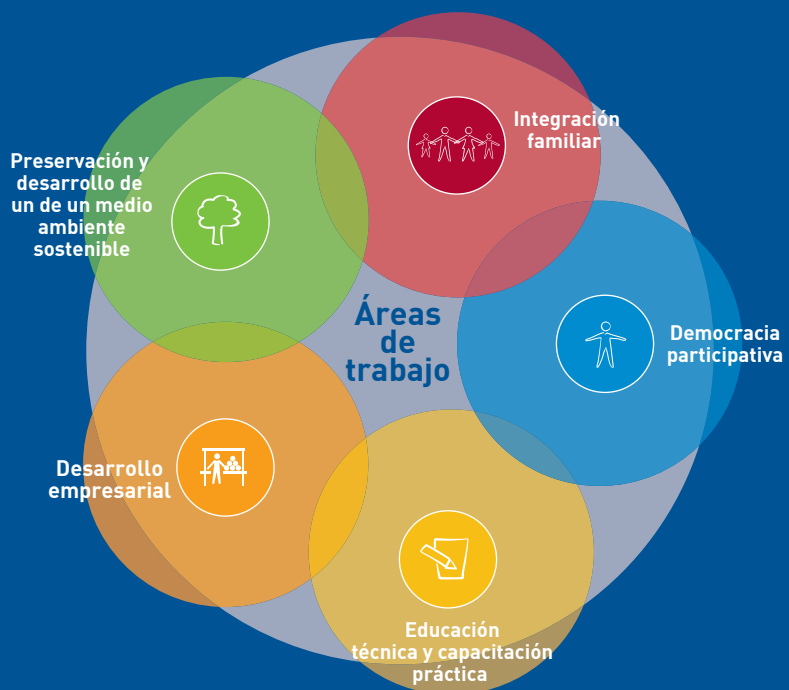 Integración
familiar
Preservación y
desarrollo de
un de un medio
ambiente
sostenible
Áreas
de
trabajo
Democracia
participativa
Desarrollo
empresarial
Educación
técnica y capacitación
práctica